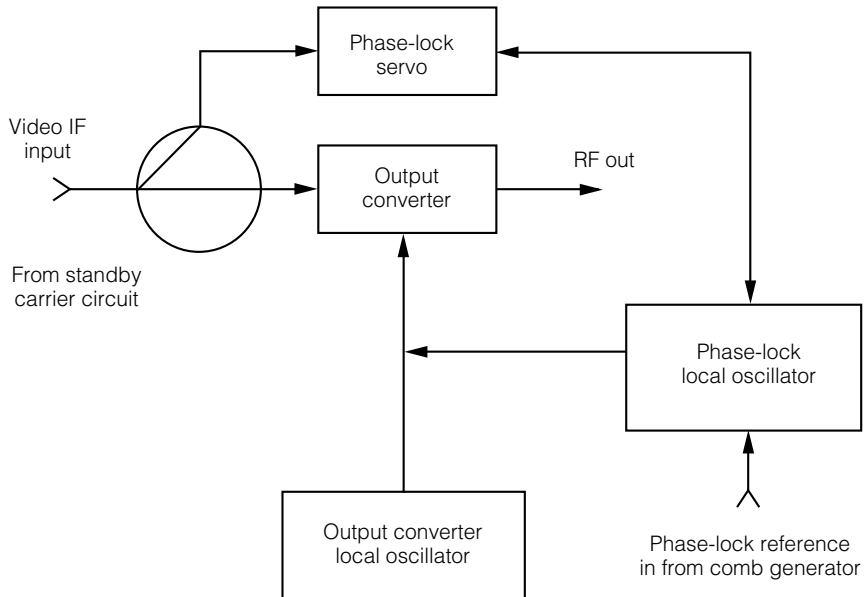 Phase-lock
servo
Video IF
input
Output
converter
RF out
From standby
carrier circuit
Phase-lock
local oscillator
Output converter
local oscillator
Phase-lock reference
in from comb generator